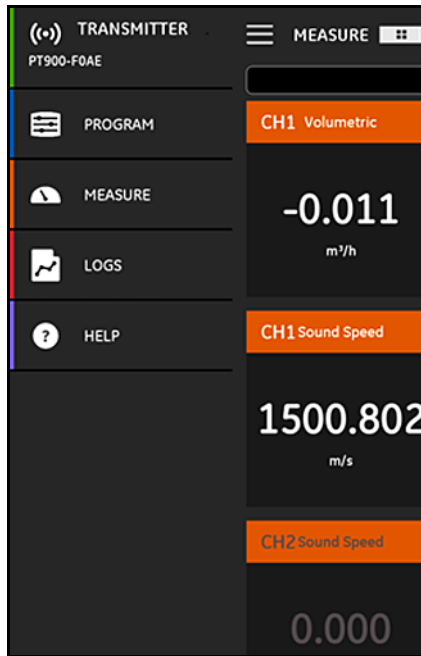 TRANSMITTER
PT900-F0AE
PROGRAM
MEASURE
LOGS
? HELP
MEASURE
CH1 Volumetric
-0.011
m³/h
CH1 Sound Speed
1500.802
m/s
CH2 Sound Speed
0.000